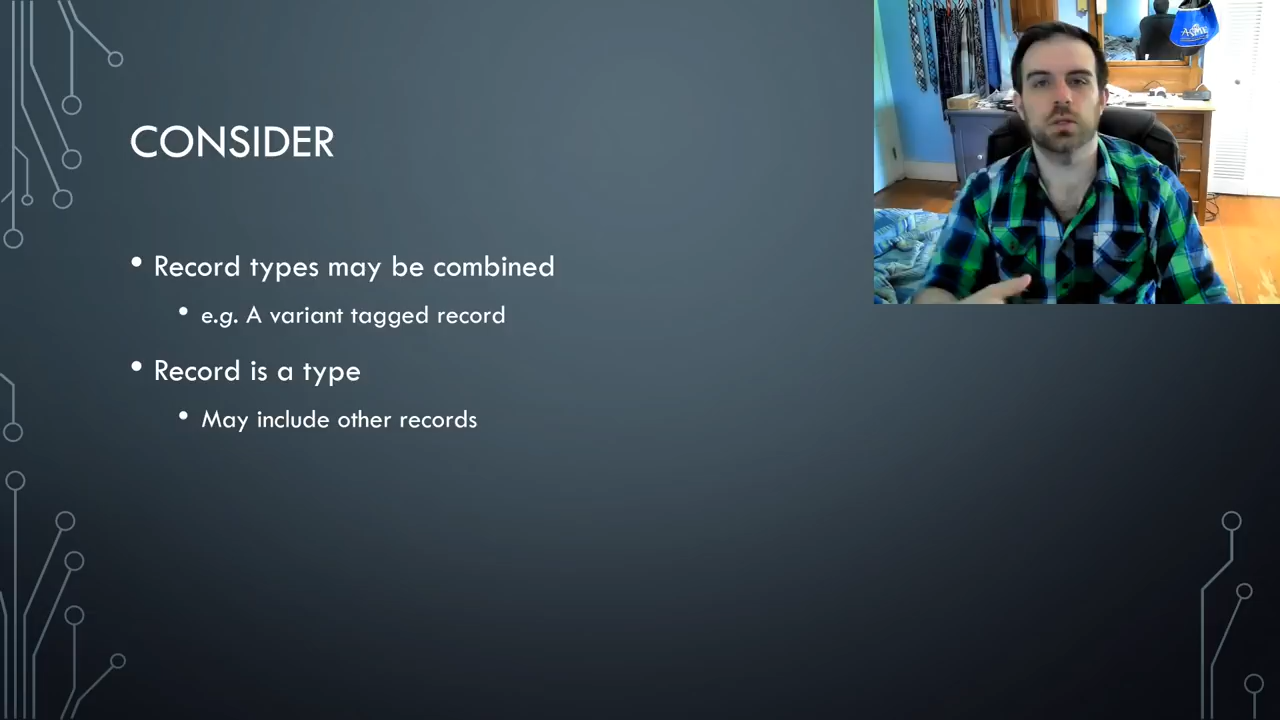 CONSIDER
• Record types may be combined
• e.g. A variant tagged record
• Record is a type
• May include other records